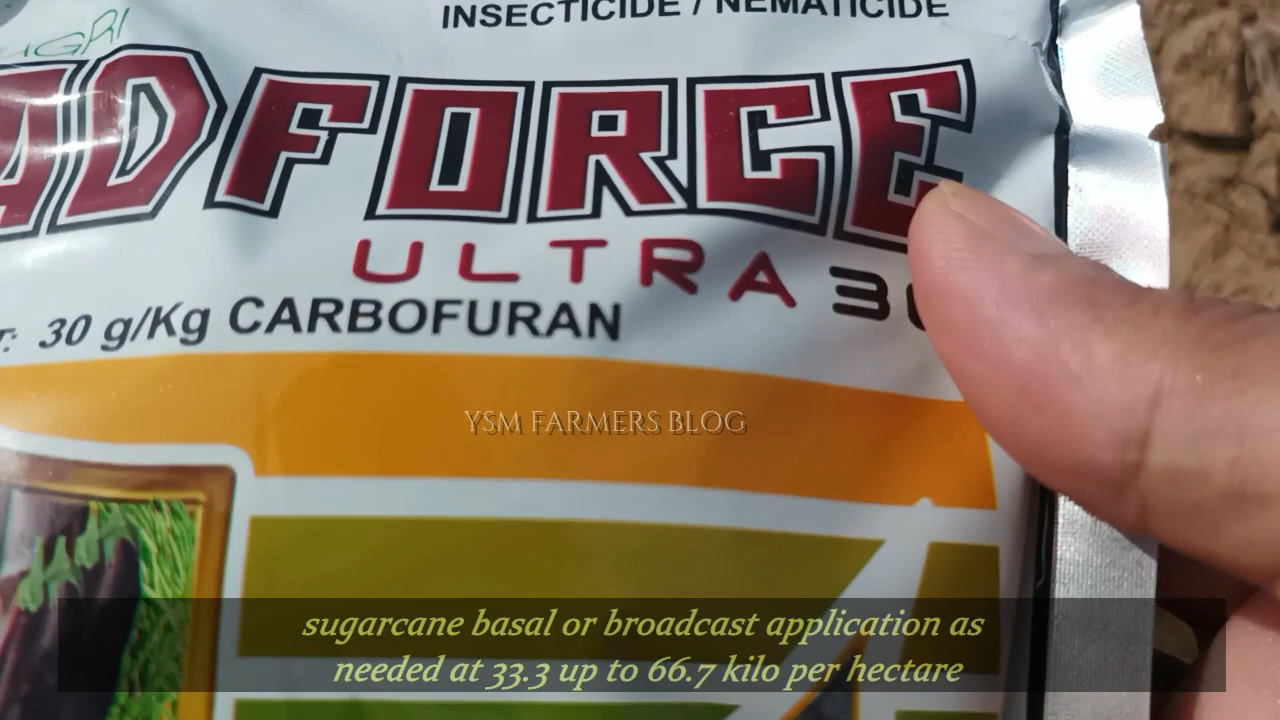 INSECTICIDE / NEMATICIDE
FORCE
ULTRA
30 g/Kg CARBOFURAN
YSM FARMERS BLOG
sugarcane basal or broadcast application as
needed at 33.3 up to 66.7 kilo per hectare